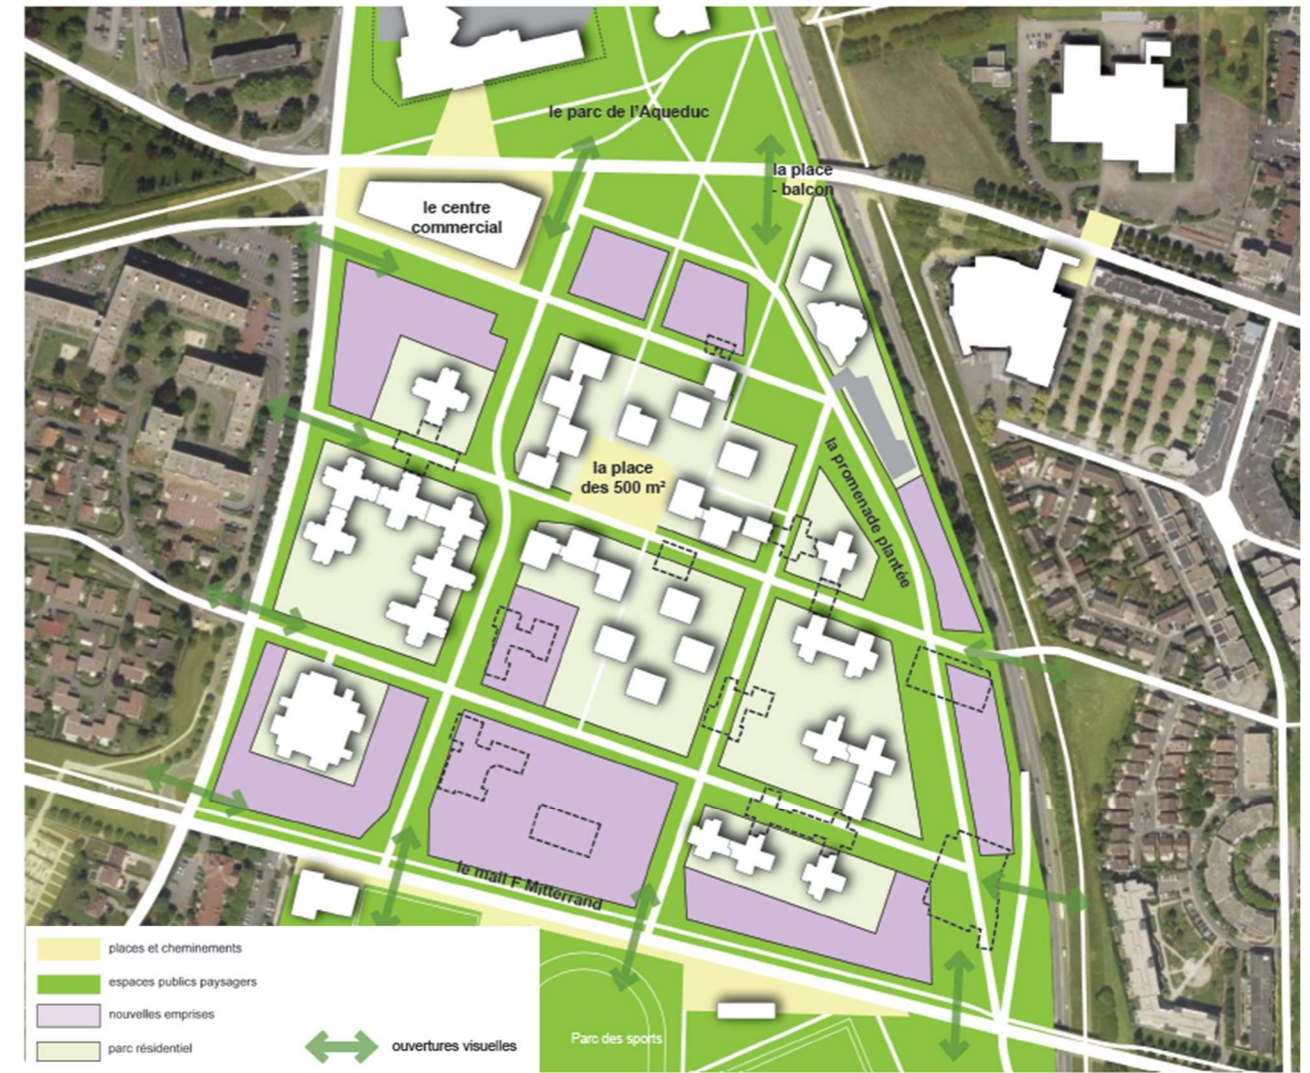 le parc de l'Aqueduc
la place
- balcon
le centre
commercial
la place
des 500 m²
la promenade plantée
le mail F Mitterrand
places et cheminements
espaces publics paysagers
nouvelles emprises
parc résidentiel
ouvertures visuelles
Parc des sports